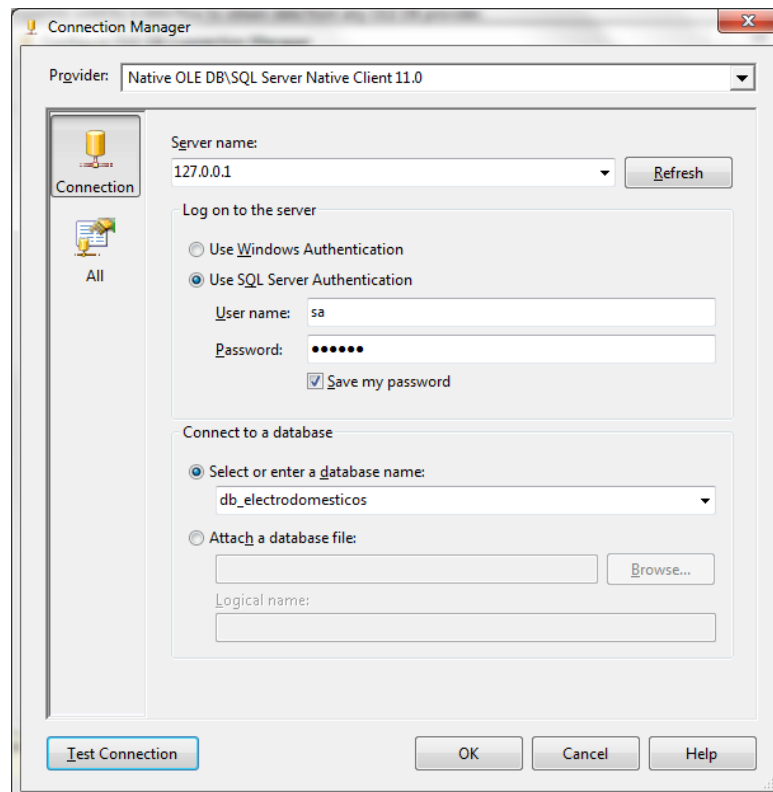 Connection Manager
Provider: Native OLE DB\SQL Server Native Client 11.0
Connection
All
Server name:
127.0.0.1
Refresh
Log on to the server
Use Windows Authentication
Use SQL Server Authentication
User name: sa
Password: ●●●●●●
Save my password
Connect to a database
Select or enter a database name:
db_electrodomesticos
Attach a database file:
Browse...
Logical name:
Test Connection OK Cancel Help